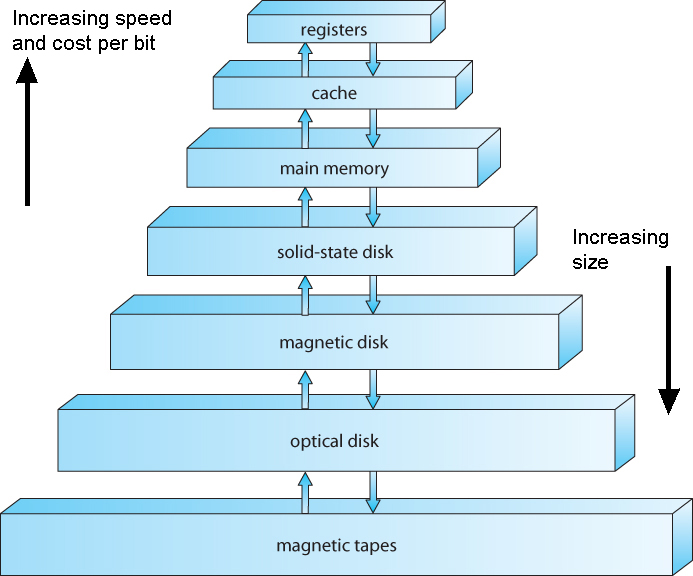 Increasing speed
and cost per bit
registers
cache
main memory
solid-state disk
Increasing
size
magnetic disk
optical disk
magnetic tapes